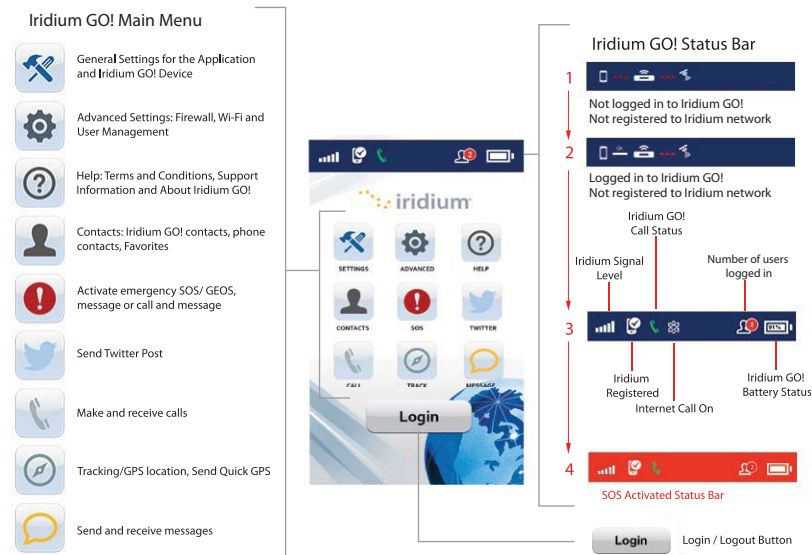 Iridium GO! Main Menu
General Settings for the Application
and Iridium GO! Device
Advanced Settings: Firewall, Wi-Fi and
User Management
Help: Terms and Conditions, Support
Information and About Iridium GO!
Contacts: Iridium GO! contacts, phone
contacts, Favorites
Activate emergency SOS/ GEOS,
message or call and message
Send Twitter Post
Make and receive calls
Tracking/GPS location, Send Quick GPS
Send and receive messages
2
iridium
SETTINGS
ADVANCED
HELP
CONTACTS
SOS
TWITTER
CALL
TRACK
MESSAGE
Login
Iridium GO! Status Bar
1
Not logged in to Iridium GO!
Not registered to Iridium network
2
Logged in to Iridium GO!
Not registered to Iridium network
Iridium GO!
Call Status
Iridium Signal
Level
Number of users
logged in
3
2
91%
Iridium
Registered
Internet Call On
Iridium GO!
Battery Status
4
SOS Activated Status Bar
Login
Login / Logout Button